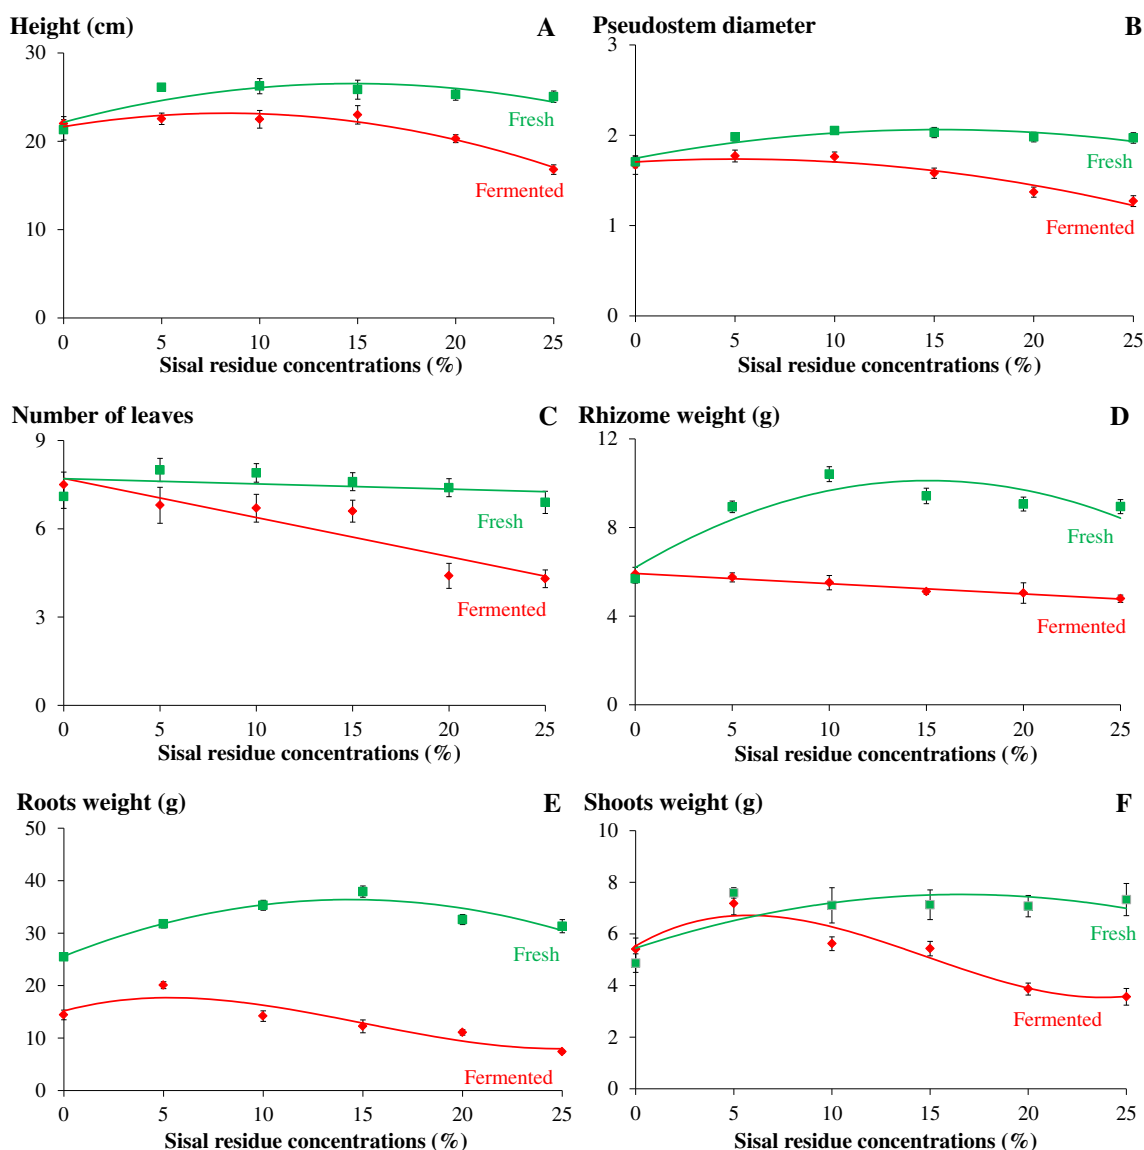 Height (cm) A
30
20
10
0
0 5 10 15 20 25
Fresh
Fermented
Sisal residue concentrations (%)
Pseudostem diameter B
3
2
1
0
0 5 10 15 20 25
Fresh
Fermented
Sisal residue concentrations (%)
Number of leaves C
9
6
3
0
0 5 10 15 20 25
Fresh
Fermented
Sisal residue concentrations (%)
Rhizome weight (g) D
12
8
4
0
0 5 10 15 20 25
Fresh
Fermented
Sisal residue concentrations (%)
Roots weight (g) E
50
40
30
20
10
0
0 5 10 15 20 25
Fresh
Fermented
Sisal residue concentrations (%)
Shoots weight (g) F
10
8
6
4
2
0
0 5 10 15 20 25
Fresh
Fermented
Sisal residue concentrations (%)